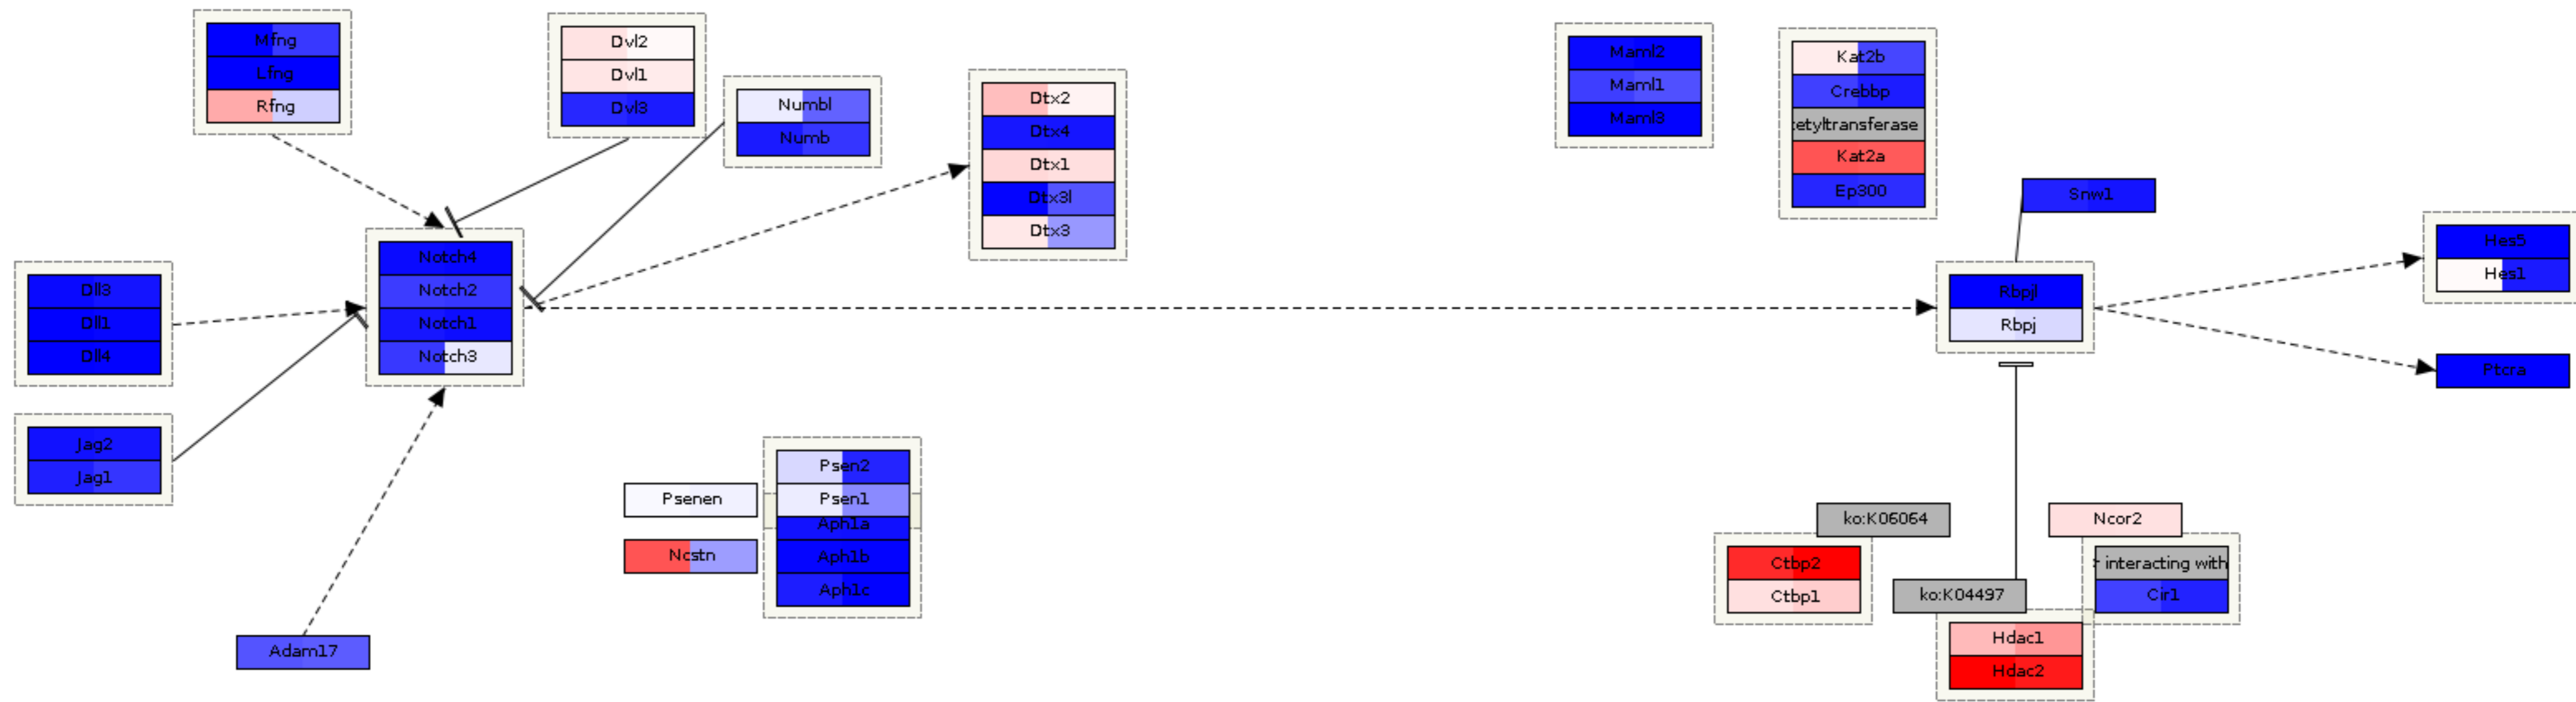 Mfng
Lfng
Rfng
Dvl2
Dvl1
Dvl3
Numbl
Numb
Dtx2
Dtx4
Dtx1
Dtx3l
Dtx3
Maml2
Maml1
Maml3
Kat2b
Crebbp
cetyltransferase
Kat2a
Ep300
Snw1
Notch4
Notch2
Notch1
Notch3
Dll3
Dll1
Dll4
Jag2
Jag1
Rbpjl
Rbpj
Hes5
Hes1
Ptcra
Psen2
Psen1
Aph1a
Aph1b
Aph1c
Psenen
Ncstn
Adam17
ko:K06064
Ncor2
Ctbp2
Ctbp1
interacting with
Cir1
ko:K04497
Hdac1
Hdac2